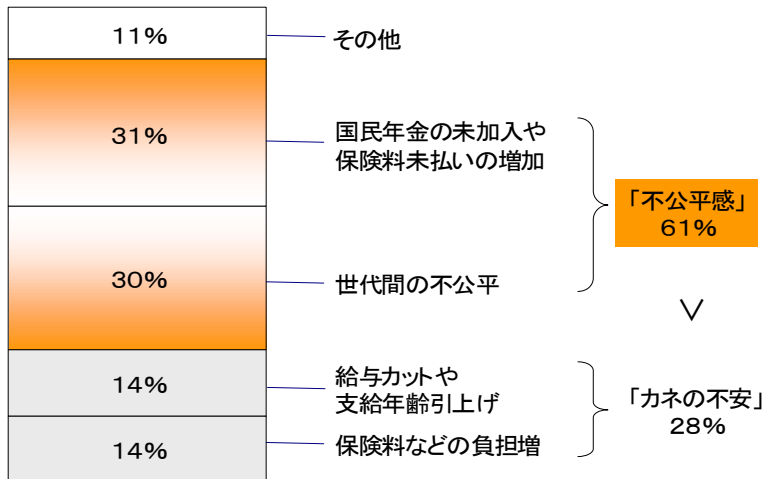 11%
その他
31%
国民年金の未加入や
保険料未払いの増加
「不公平感」
61%
30%
世代間の不公平
14%
給与カットや
支給年齢引上げ
「カネの不安」
28%
14%
保険料などの負担増